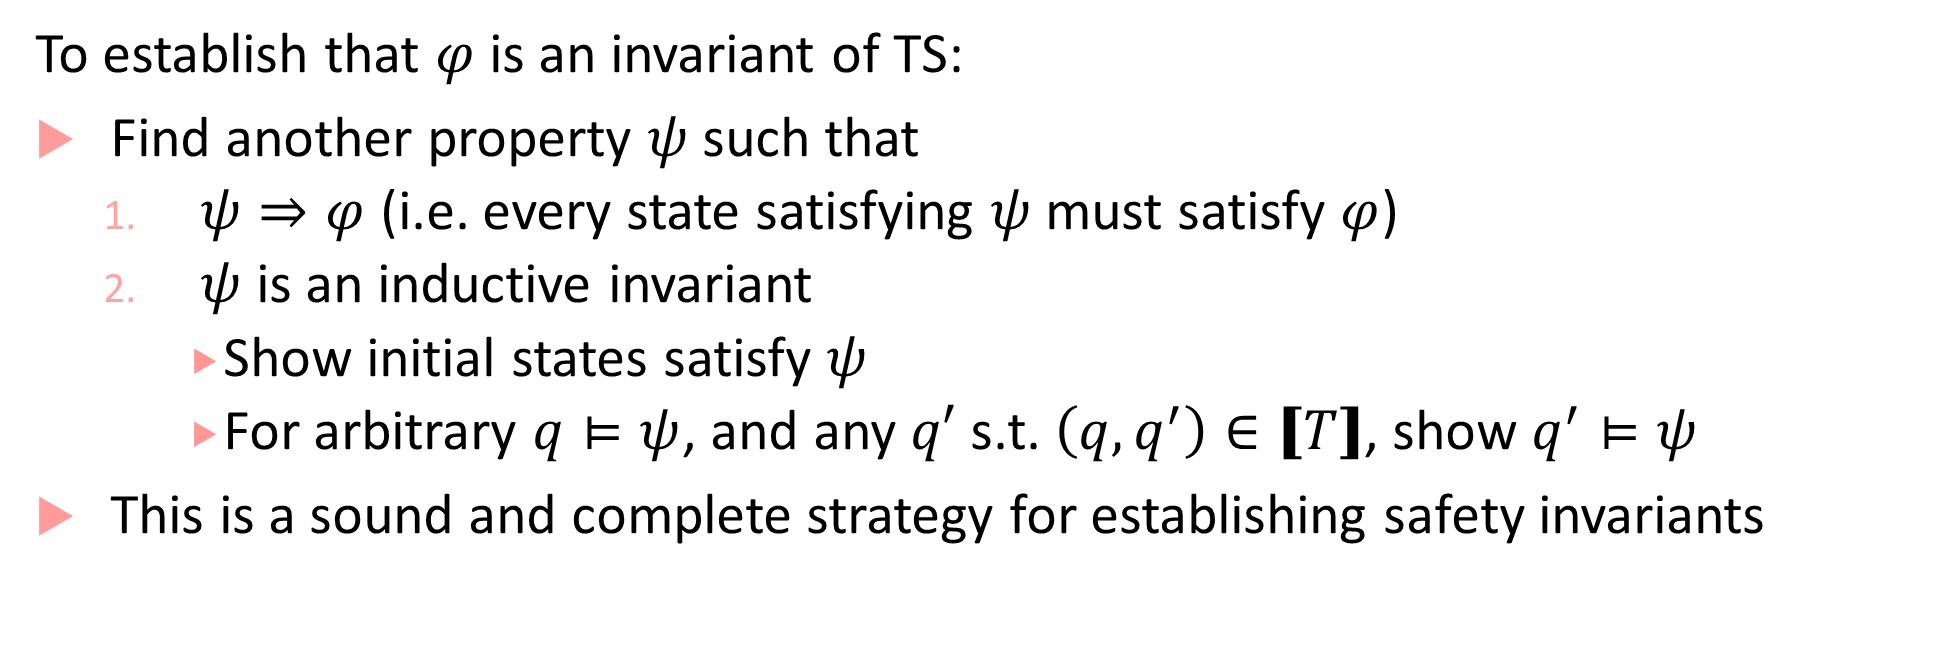 To establish that 𝜑 is an invariant of TS:
▶ Find another property 𝜓 such that
1. 𝜓 ⇒ 𝜑 (i.e. every state satisfying 𝜓 must satisfy 𝜑)
2. 𝜓 is an inductive invariant
▶ Show initial states satisfy 𝜓
▶ For arbitrary 𝑞 ⊨ 𝜓, and any 𝑞′ s.t. (𝑞, 𝑞′) ∈ ⟦𝑇⟧, show 𝑞′ ⊨ 𝜓
▶ This is a sound and complete strategy for establishing safety invariants